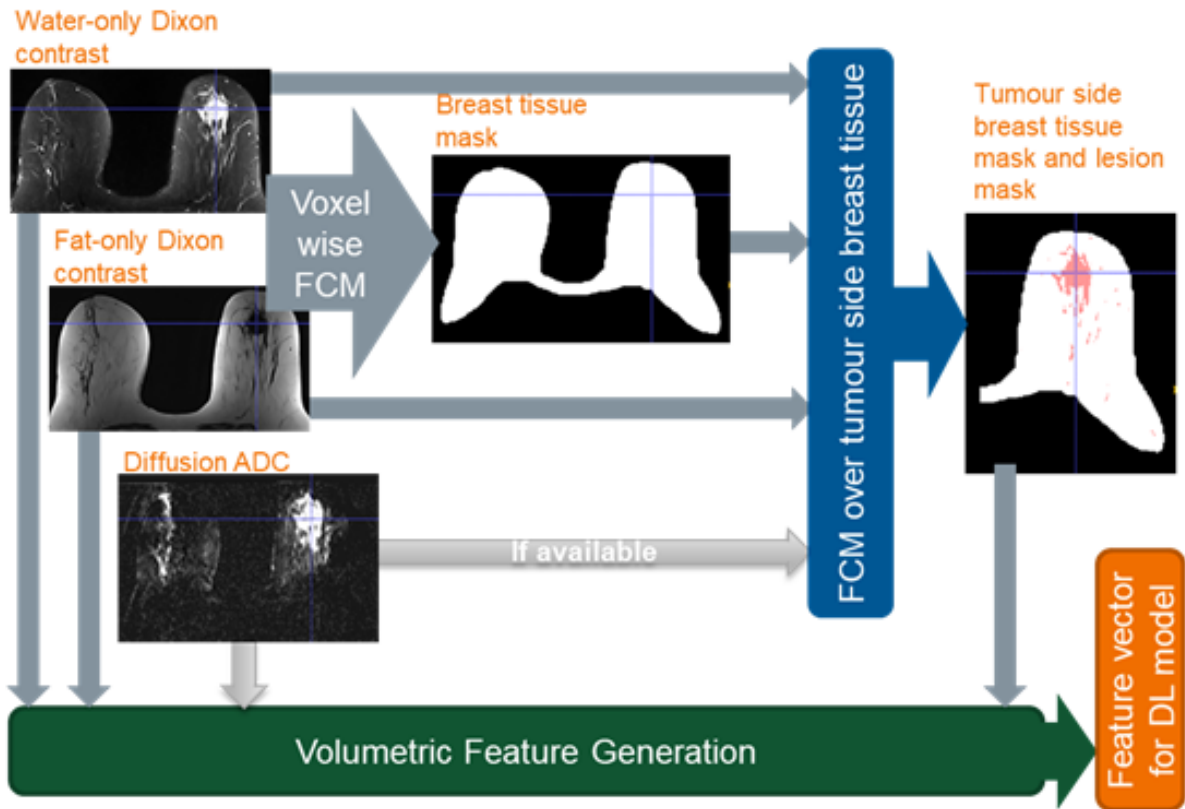 Water-only Dixon
contrast
Breast tissue
mask
Tumour side
breast tissue
mask and lesion
mask
Voxel
wise
FCM
Fat-only Dixon
contrast
FCM over tumour side breast tissue
Diffusion ADC
If available
Volumetric Feature Generation
Feature vector
for DL model